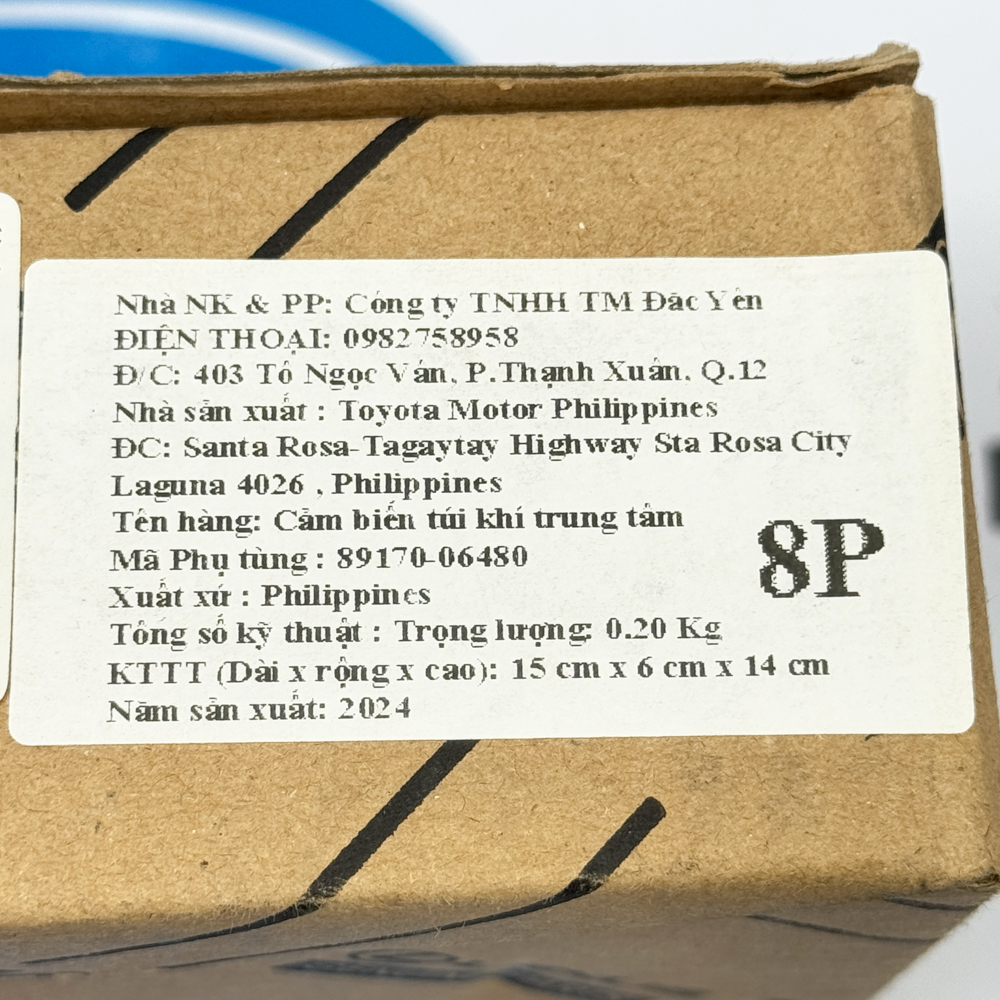 Nhà NK & PP: Công ty TNHH TM Đắc Yên
ĐIỆN THOẠI: 0982758958
Đ/C: 403 Tô Ngọc Vân, P.Thạnh Xuân, Q.12
Nhà sản xuất : Toyota Motor Philippines
ĐC: Santa Rosa-Tagaytay Highway Sta Rosa City
Laguna 4026 , Philippines
Tên hàng: Cảm biến túi khí trung tâm
Mã Phụ tùng : 89170-06480
8P
Xuất xứ : Philippines
Tổng số kỹ thuật : Trọng lượng: 0.20 Kg
KTTT (Dài x rộng x cao): 15 cm x 6 cm x 14 cm
Năm sản xuất: 2024